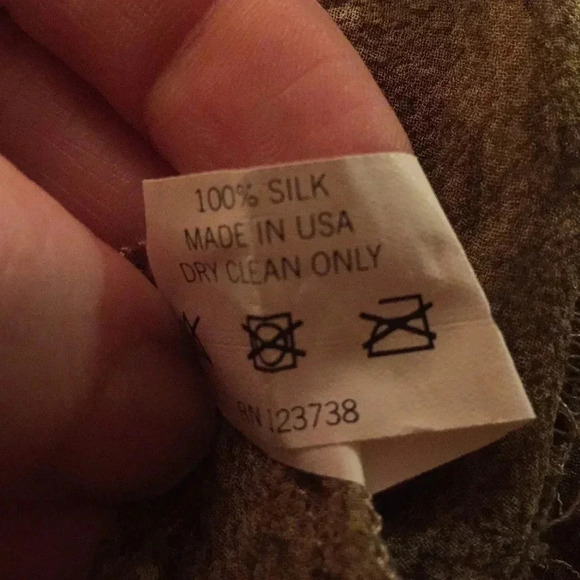 100% SILK
MADE IN USA
DRY CLEAN ONLY
RN 123738